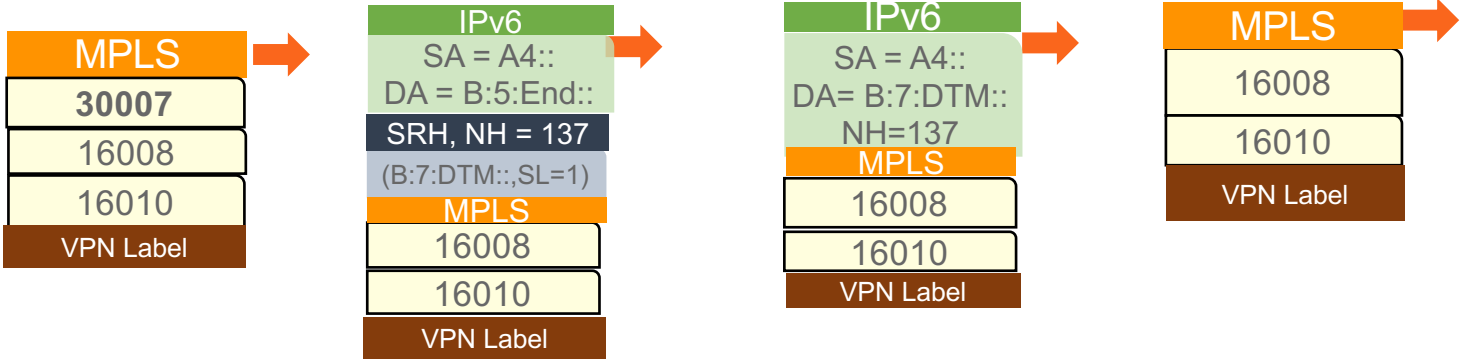 MPLS
30007
16008
16010
VPN Label
IPv6
SA = A4::
DA = B:5:End::
SRH, NH = 137
(B:7:DTM::,SL=1)
MPLS
16008
16010
VPN Label
IPv6
SA = A4::
DA= B:7:DTM::
NH=137
MPLS
16008
16010
VPN Label
MPLS
16008
16010
VPN Label